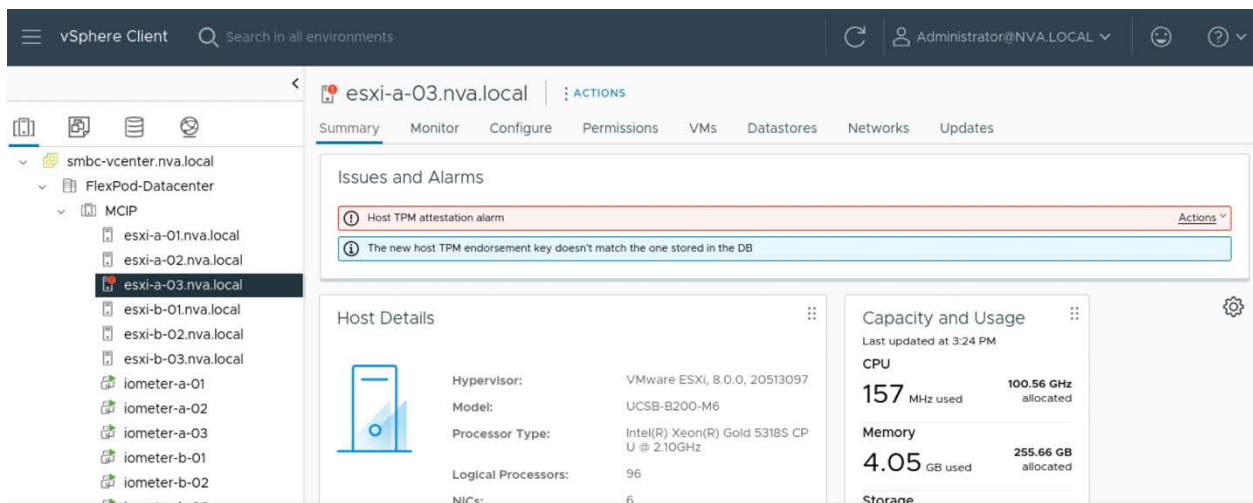 vSphere Client
Search in all environments
Administrator@NVA.LOCAL
smbc-vcenter.nva.local
FlexPod-Datacenter
MCIP
esxi-a-01.nva.local
esxi-a-02.nva.local
esxi-a-03.nva.local
esxi-b-01.nva.local
esxi-b-02.nva.local
esxi-b-03.nva.local
iometer-a-01
iometer-a-02
iometer-a-03
iometer-b-01
iometer-b-02
esxi-a-03.nva.local
ACTIONS
Summary Monitor Configure Permissions VMs Datastores Networks Updates
Issues and Alarms
Host TPM attestation alarm Actions
The new host TPM endorsement key doesn't match the one stored in the DB
Host Details
Hypervisor: VMware ESXi, 8.0.0, 20513097
Model: UCSB-B200-M6
Processor Type: Intel(R) Xeon(R) Gold 5318S CP
U @ 2.10GHz
Logical Processors: 96
NICs: 6
Capacity and Usage
Last updated at 3:24 PM
CPU
157 MHz used 100.56 GHz
allocated
Memory
4.05 GB used 255.66 GB
allocated
Storage